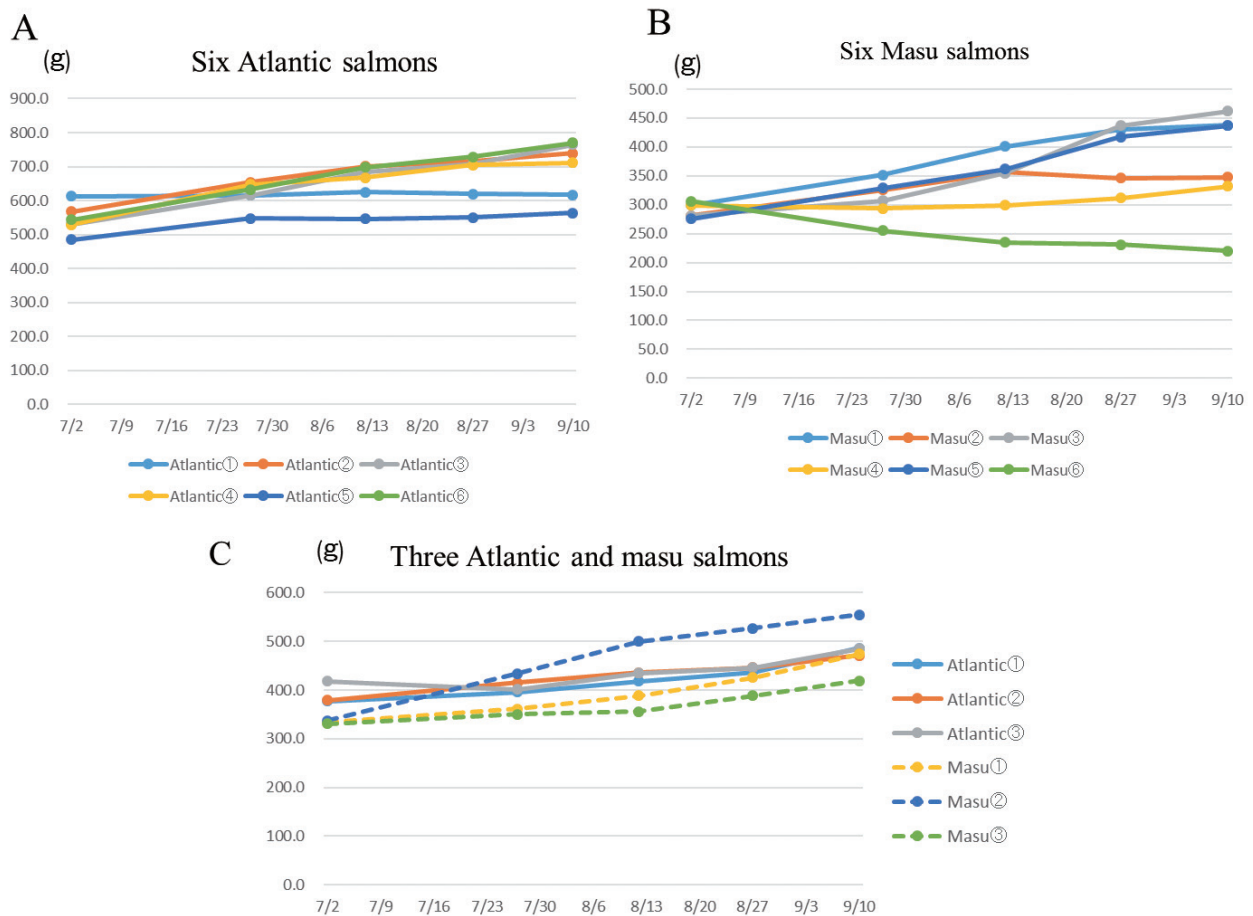 A
(g)
Six Atlantic salmons
900.0
800.0
700.0
600.0
500.0
400.0
300.0
200.0
100.0
0.0
7/2 7/9 7/16 7/23 7/30 8/6 8/13 8/20 8/27 9/3 9/10
Atlantic① Atlantic② Atlantic③
Atlantic④ Atlantic⑤ Atlantic⑥
B
(g)
Six Masu salmons
500.0
450.0
400.0
350.0
300.0
250.0
200.0
150.0
100.0
50.0
0.0
7/2 7/9 7/16 7/23 7/30 8/6 8/13 8/20 8/27 9/3 9/10
Masu① Masu② Masu③
Masu④ Masu⑤ Masu⑥
C
(g)
Three Atlantic and masu salmons
600.0
500.0
400.0
300.0
200.0
100.0
0.0
7/2 7/9 7/16 7/23 7/30 8/6 8/13 8/20 8/27 9/3 9/10
Atlantic①
Atlantic②
Atlantic③
Masu①
Masu②
Masu③